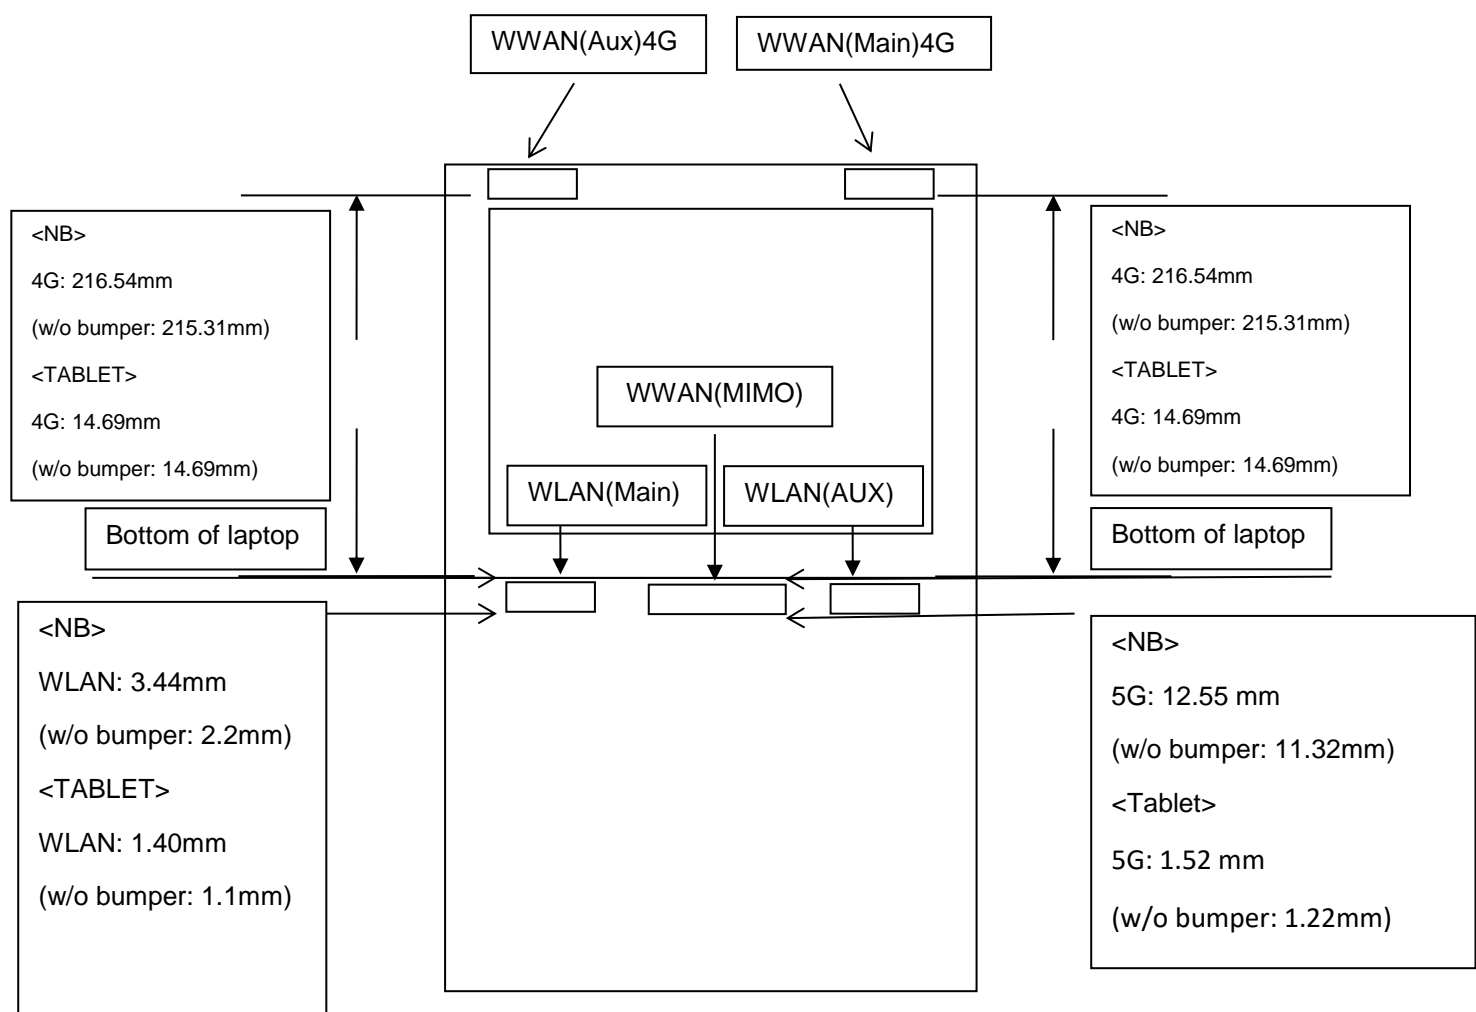 WWAN(Aux)4G
WWAN(Main)4G
<NB>
4G: 216.54mm
(w/o bumper: 215.31mm)
<TABLET>
4G: 14.69mm
(w/o bumper: 14.69mm)
<NB>
4G: 216.54mm
(w/o bumper: 215.31mm)
<TABLET>
4G: 14.69mm
(w/o bumper: 14.69mm)
WWAN(MIMO)
WLAN(Main)
WLAN(AUX)
Bottom of laptop
Bottom of laptop
<NB>
WLAN: 3.44mm
(w/o bumper: 2.2mm)
<TABLET>
WLAN: 1.40mm
(w/o bumper: 1.1mm)
<NB>
5G: 12.55 mm
(w/o bumper: 11.32mm)
<Tablet>
5G: 1.52 mm
(w/o bumper: 1.22mm)